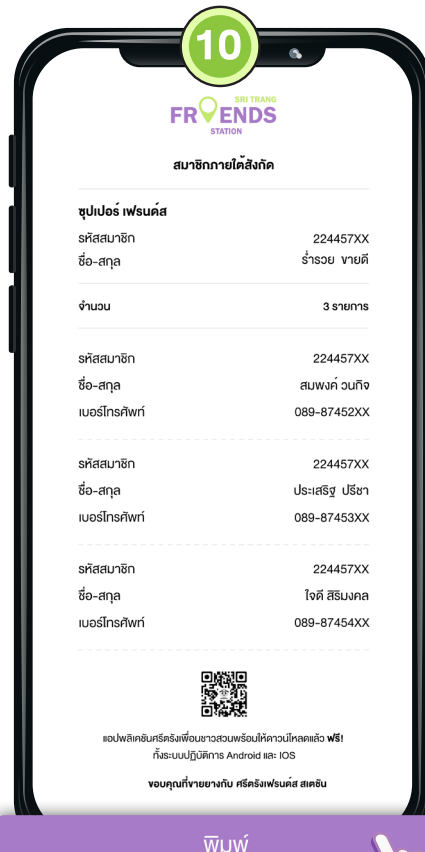 10
SRI TRANG
FRIENDS
STATION
สมาชิกภายใต้สังกัด
ซุปเปอร์ เฟรนด์ส
รหัสสมาชิก 224457XX
ชื่อ-สกุล ร่ำรวย ขายดี
จำนวน 3 รายการ
รหัสสมาชิก 224457XX
ชื่อ-สกุล สมพงค์ วนกิจ
เบอร์โทรศัพท์ 089-87452XX
รหัสสมาชิก 224457XX
ชื่อ-สกุล ประเสริฐ ปรีชา
เบอร์โทรศัพท์ 089-87453XX
รหัสสมาชิก 224457XX
ชื่อ-สกุล ใจดี สิริมงคล
เบอร์โทรศัพท์ 089-87454XX
แอปพลิเคชันศรีตรังเพื่อนชาวสวนพร้อมให้ดาวน์โหลดแล้ว ฟรี!
ทั้งระบบปฏิบัติการ Android และ IOS
ขอบคุณที่ขายยางกับ ศรีตรังเฟรนด์ส สเตชัน
พิมพ์